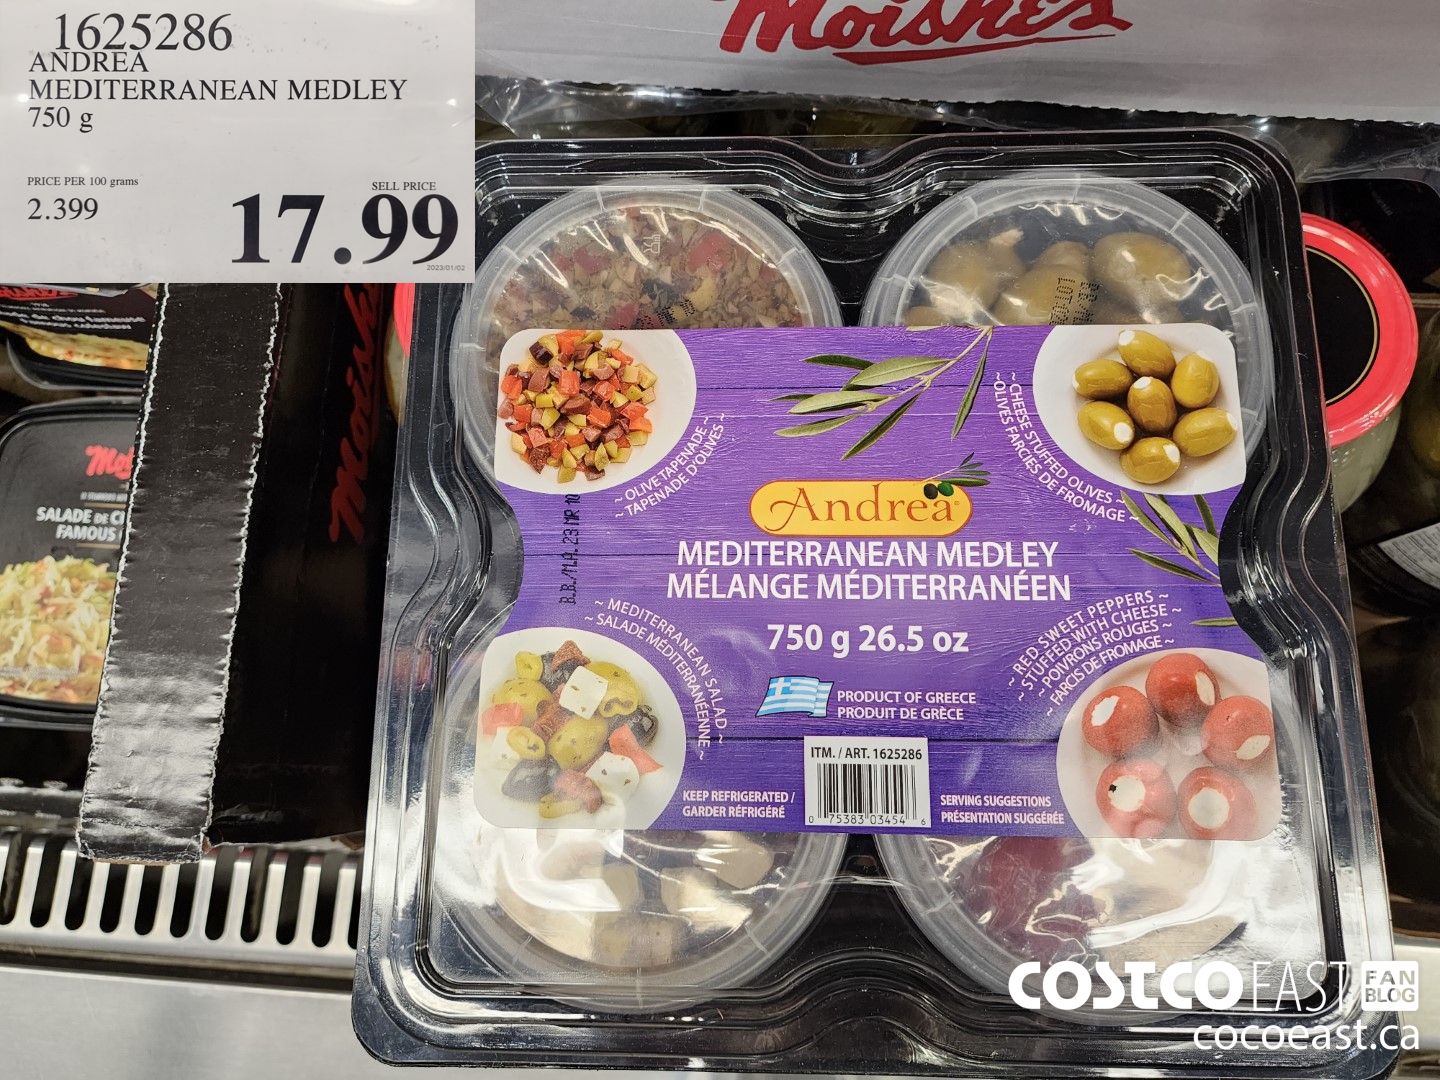 1625286
ANDREA
MEDITERRANEAN MEDLEY
750 g
PRICE PER 100 grams
2.399
SELL PRICE
17.99
2023/01/02
Moishes
Moish
SALADE DE C
FAMOUS
~ OLIVE TAPENADE ~
~ TAPENADE D'OLIVES ~
~ CHEESE STUFFED OLIVES ~
~ OLIVES FARCIES DE FROMAGE ~
Andrea
MEDITERRANEAN MEDLEY
MÉLANGE MÉDITERRANÉEN
750 g 26.5 oz
B.B./M.A. 23 MR 10
~ MEDITERRANEAN SALAD ~
~ SALADE MÉDITERRANÉENNE ~
~ RED SWEET PEPPERS ~
~ STUFFED WITH CHEESE ~
~ POIVRONS ROUGES ~
~ FARCIS DE FROMAGE ~
PRODUCT OF GREECE
PRODUIT DE GRÈCE
ITM. / ART. 1625286
0 75383 03454 6
KEEP REFRIGERATED /
GARDER RÉFRIGÉRÉ
SERVING SUGGESTIONS
PRÉSENTATION SUGGÉRÉE
COSTCO EAST FAN BLOG
cocoeast.ca